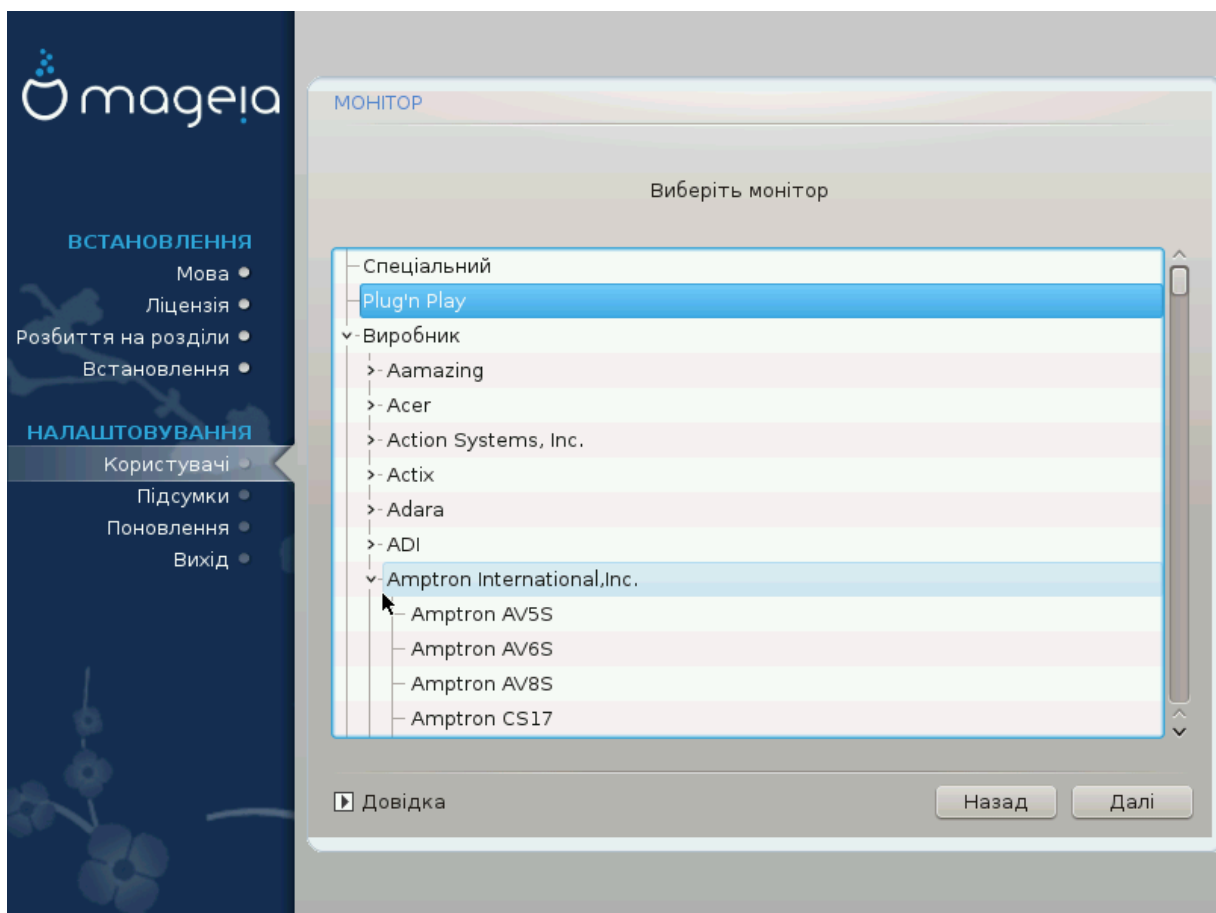 mageia
ВСТАНОВЛЕННЯ
Мова
Ліцензія
Розбиття на розділи
Встановлення
НАЛАШТОВУВАННЯ
Користувачі
Підсумки
Поновлення
Вихід
МОНІТОР
Виберіть монітор
Спеціальний
Plug'n Play
Виробник
Aamazing
Acer
Action Systems, Inc.
Actix
Adara
ADI
Amptron International,Inc.
Amptron AV5S
Amptron AV6S
Amptron AV8S
Amptron CS17
Довідка
Назад
Далі